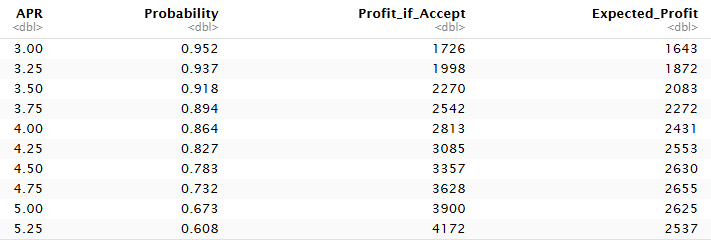 APR Probability Profit_if_Accept Expected_Profit
<dbl> <dbl> <dbl> <dbl>
3.00 0.952 1726 1643
3.25 0.937 1998 1872
3.50 0.918 2270 2083
3.75 0.894 2542 2272
4.00 0.864 2813 2431
4.25 0.827 3085 2553
4.50 0.783 3357 2630
4.75 0.732 3628 2655
5.00 0.673 3900 2625
5.25 0.608 4172 2537